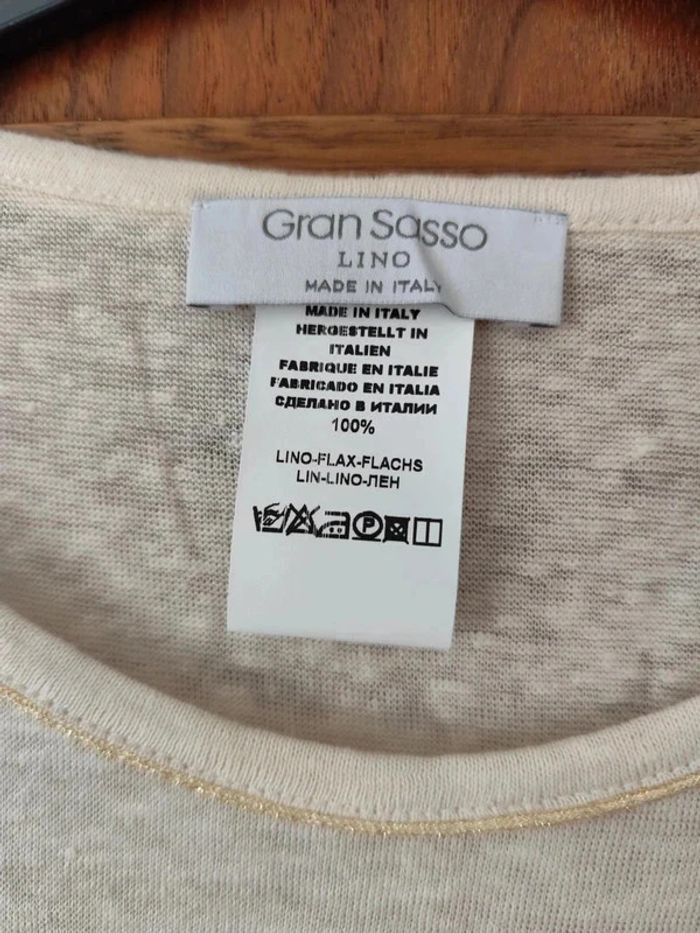 Gran Sasso
LINO
MADE IN ITALY
MADE IN ITALY
HERGESTELLT IN
ITALIEN
FABRIQUE EN ITALIE
FABRICADO EN ITALIA
СДЕЛАНО В ИТАЛИИ
100%
LINO-FLAX-FLACHS
LIN-LINO-ЛЕН
P